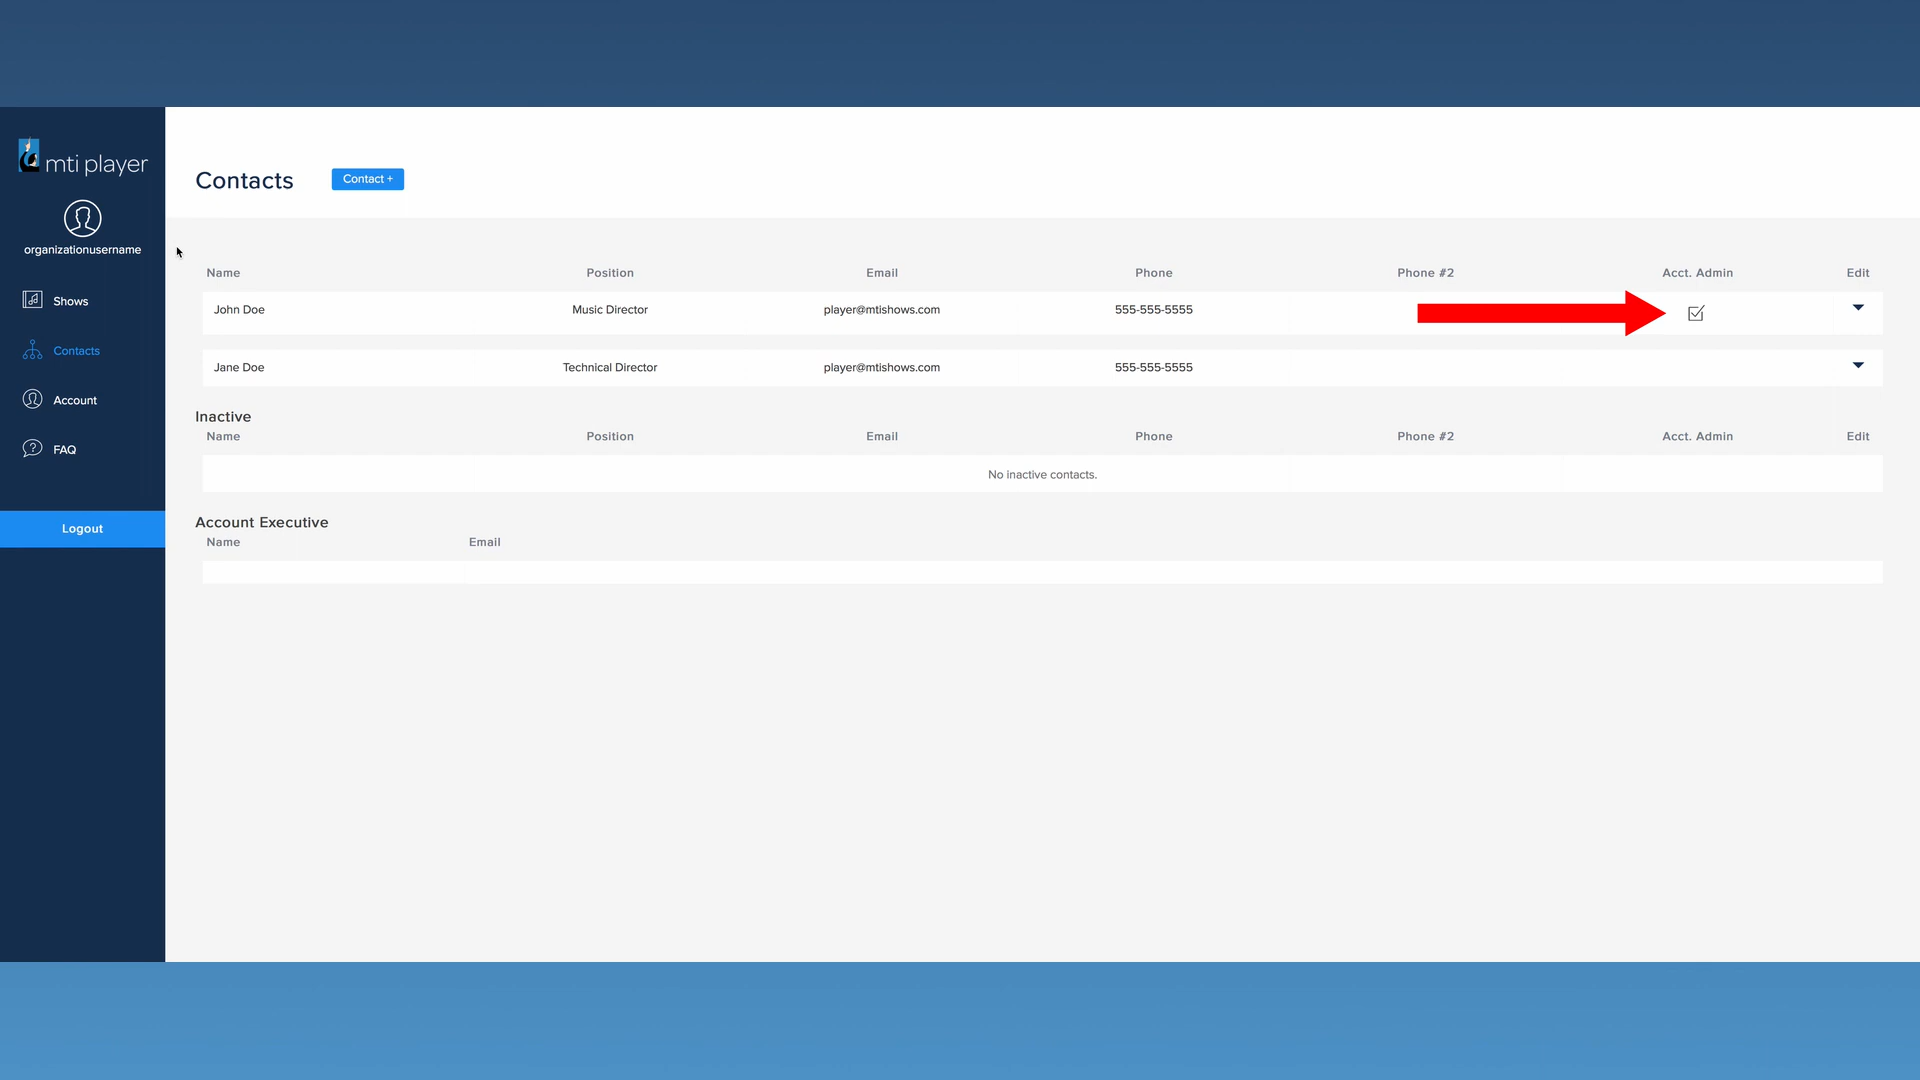 mti player
organizationusername
Shows
Contacts
Account
FAQ
Logout
Contacts
Contact +
Name Position Email Phone Phone #2 Acct. Admin Edit
John Doe Music Director player@mtishows.com 555-555-5555
Jane Doe Technical Director player@mtishows.com 555-555-5555
Inactive
Name Position Email Phone Phone #2 Acct. Admin Edit
No inactive contacts.
Account Executive
Name Email